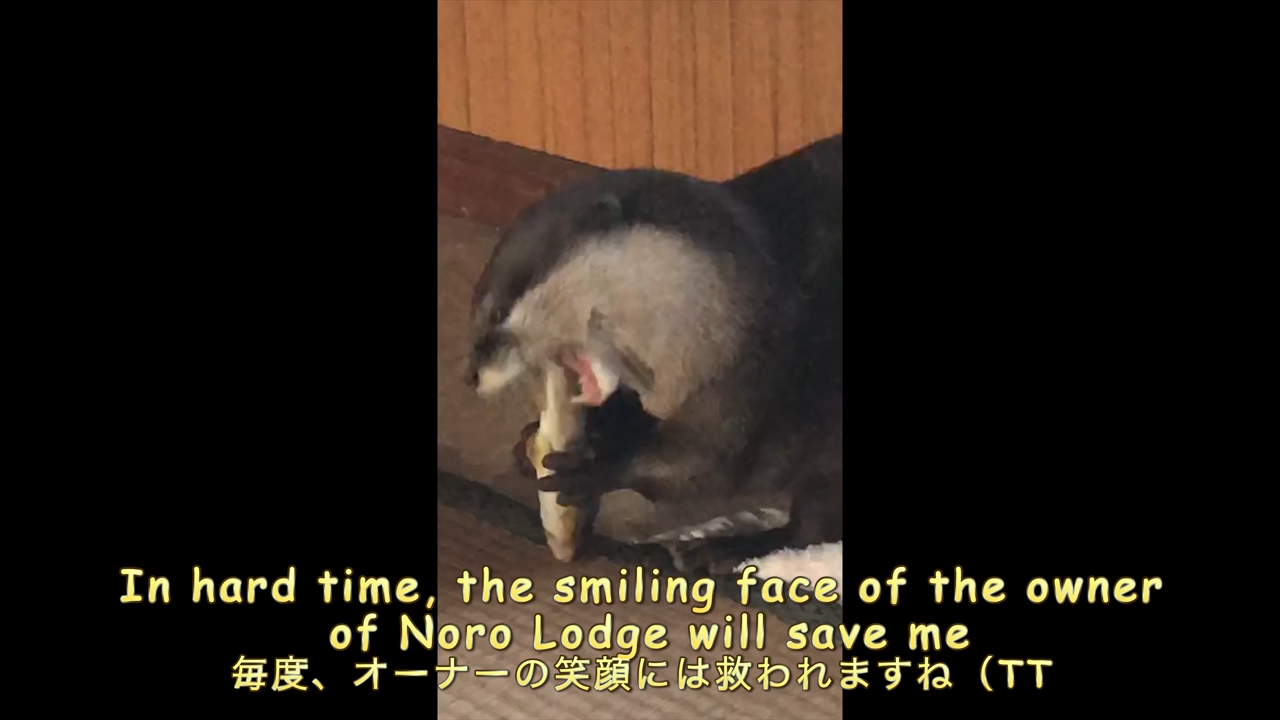 In hard time, the smiling face of the owner
of Noro Lodge will save me
毎度、オーナーの笑顔には救われますね（TT